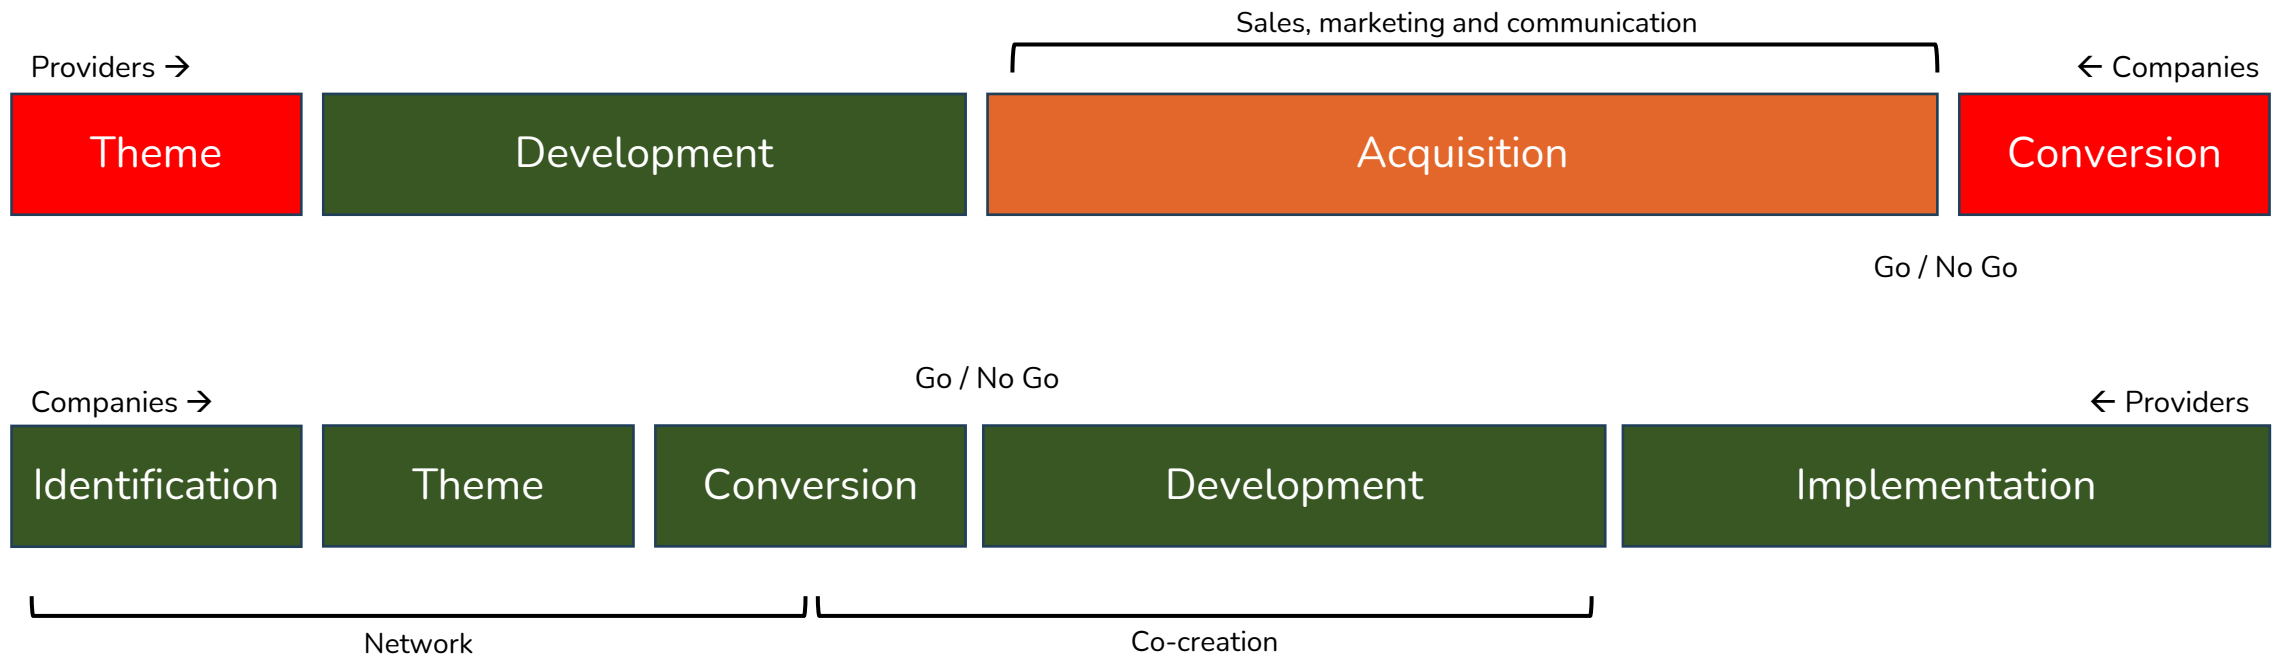 Sales, marketing and communication
Providers → ← Companies
Theme Development Acquisition Conversion
Go / No Go
Go / No Go
Companies → ← Providers
Identification Theme Conversion Development Implementation
Network Co-creation